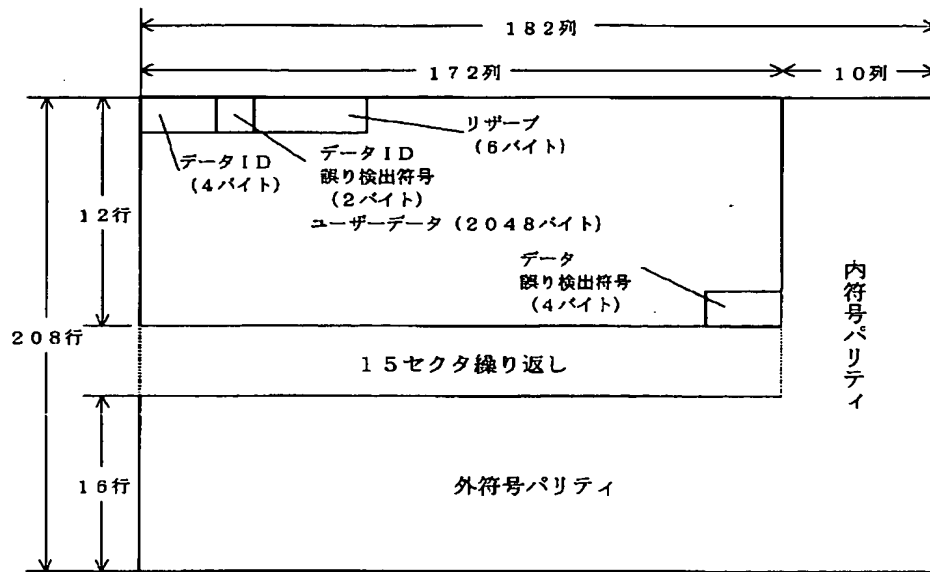 182列
172列
10列
データID
(4バイト)
データID
誤り検出符号
(2バイト)
リザーブ
(6バイト)
12行
ユーザーデータ(2048バイト)
データ
誤り検出符号
(4バイト)
内符号パリティ
208行
15セクタ繰り返し
16行
外符号パリティ